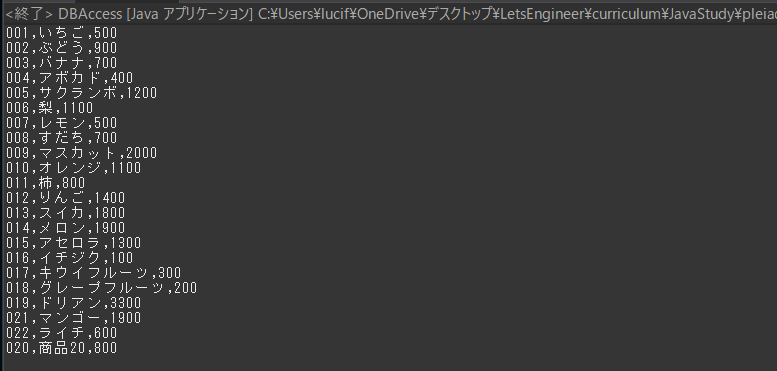 <終了> DBAccess [Java アプリケーション] C:¥Users¥lucif¥OneDrive¥デスクトップ¥LetsEngineer¥curriculum¥JavaStudy¥pleiad
001,いちご,500
002,ぶどう,900
003,バナナ,700
004,アボカド,400
005,サクランボ,1200
006,梨,1100
007,レモン,500
008,すだち,700
009,マスカット,2000
010,オレンジ,1100
011,柿,800
012,りんご,1400
013,スイカ,1800
014,メロン,1900
015,アセロラ,1300
016,イチジク,100
017,キウイフルーツ,300
018,グレープフルーツ,200
019,ドリアン,3300
021,マンゴー,1900
022,ライチ,600
020,商品20,800